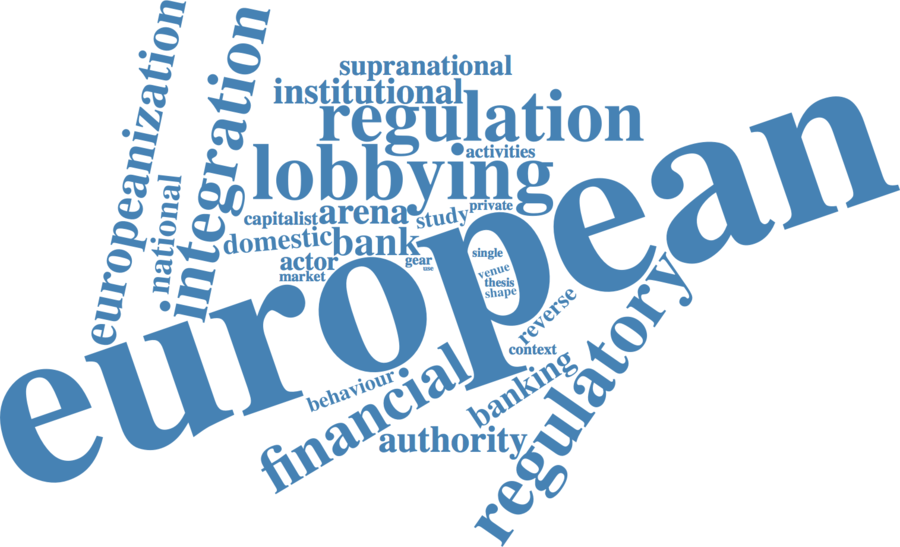 europeanization
integration
national
supranational
institutional
regulation
activities
lobbying
capitalist
arena
study
private
domestic
bank
actor
gear
market
use
single
venue
thesis
shape
european
reverse
context
behaviour
financial
banking
authority
regulatory